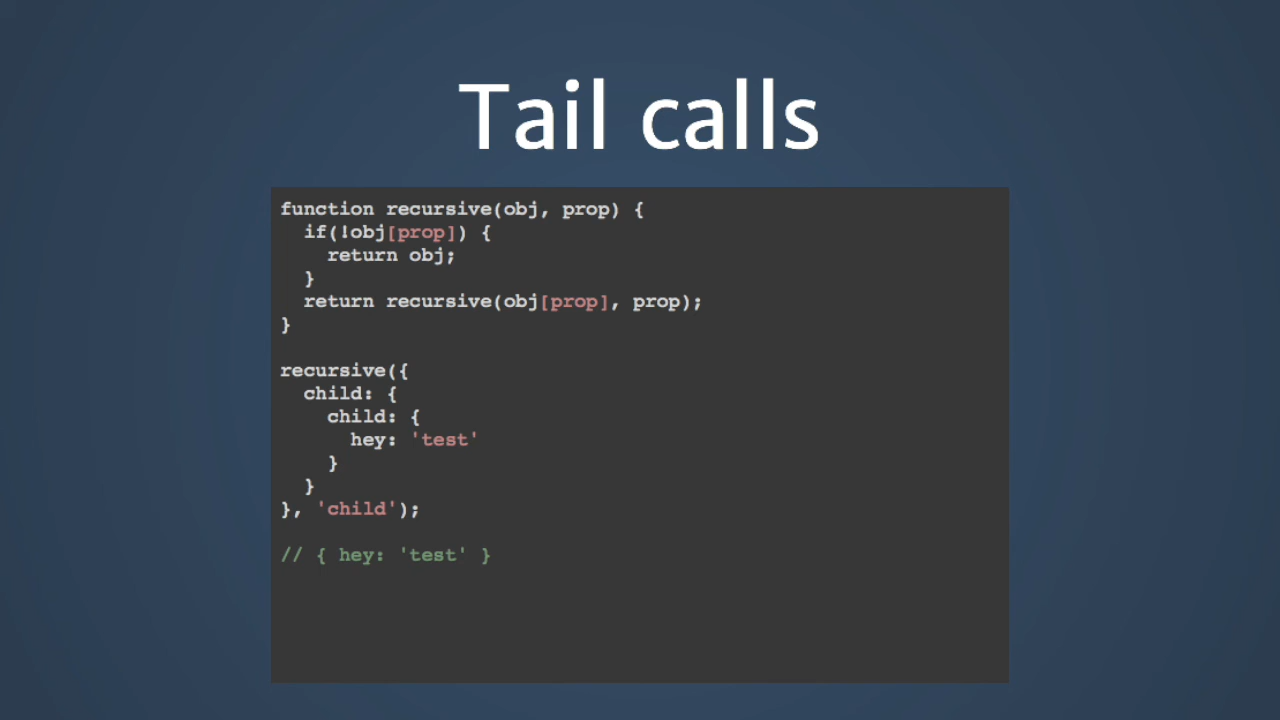 Tail calls
function recursive(obj, prop) {
  if(!obj[prop]) {
    return obj;
  }
  return recursive(obj[prop], prop);
}

recursive({
  child: {
    child: {
      hey: 'test'
    }
  }
}, 'child');

// { hey: 'test' }